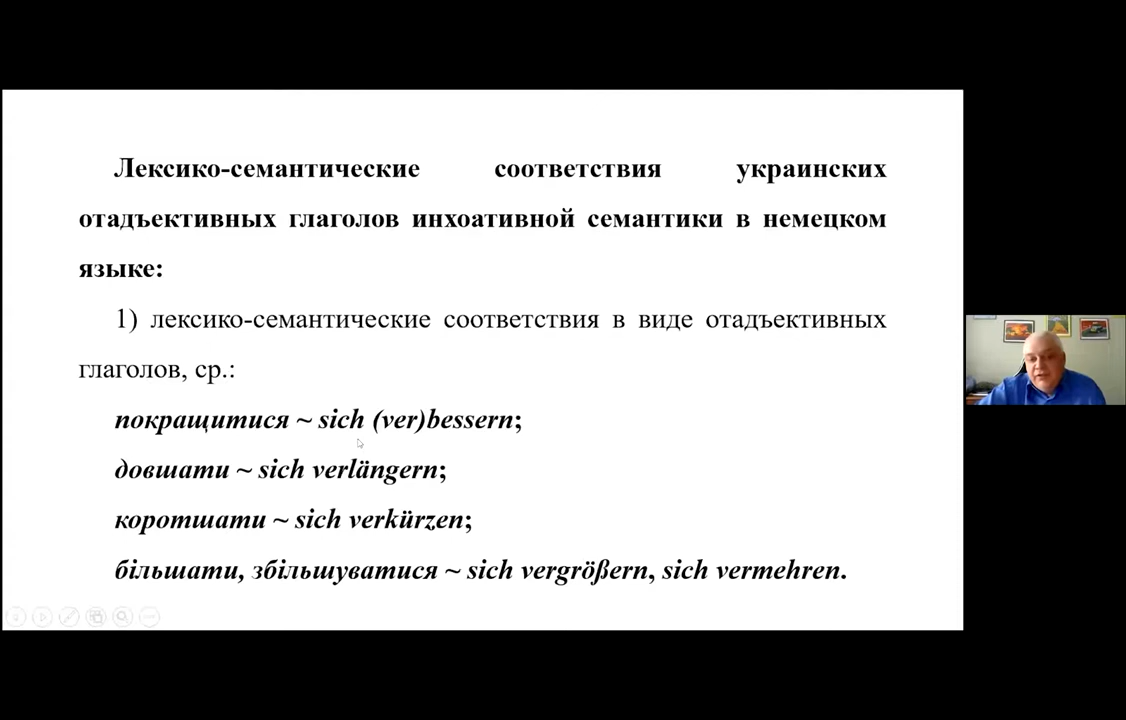 Лексико-семантические соответствия украинских
отадъективных глаголов инхоативной семантики в немецком
языке:
1) лексико-семантические соответствия в виде отадъективных
глаголов, ср.:
покращитися ~ sich (ver)bessern;
довшати ~ sich verlängern;
коротшати ~ sich verkürzen;
більшати, збільшуватися ~ sich vergrößern, sich vermehren.